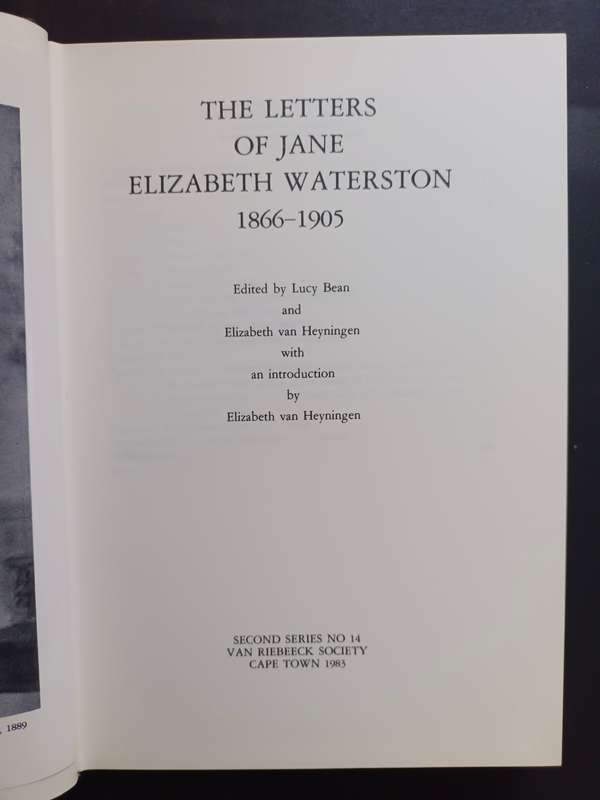 THE LETTERS
OF JANE
ELIZABETH WATERSTON
1866–1905
Edited by Lucy Bean
and
Elizabeth van Heyningen
with
an introduction
by
Elizabeth van Heyningen
SECOND SERIES NO 14
VAN RIEBEECK SOCIETY
CAPE TOWN 1983
, 1889